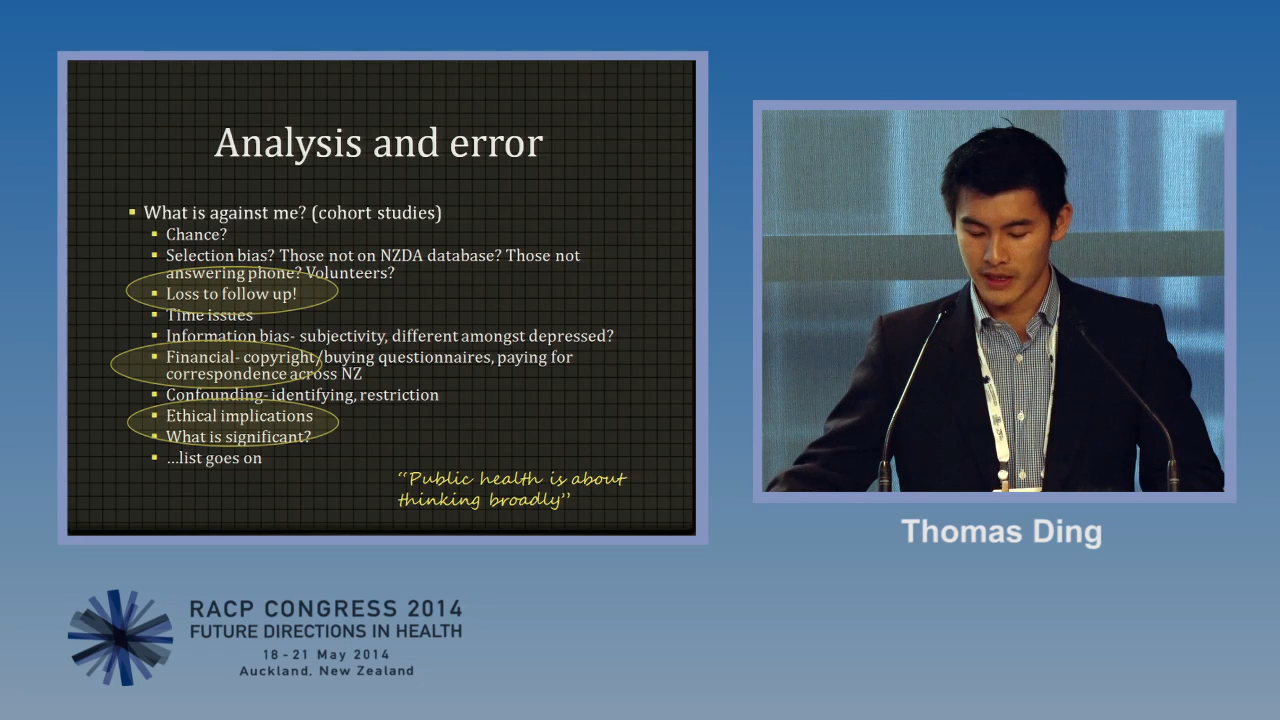 Analysis and error
What is against me? (cohort studies)
Chance?
Selection bias? Those not on NZDA database? Those not
answering phone? Volunteers?
Loss to follow up!
Time issues
Information bias- subjectivity, different amongst depressed?
Financial- copyright/buying questionnaires, paying for
correspondence across NZ
Confounding- identifying, restriction
Ethical implications
What is significant?
...list goes on
“Public health is about
thinking broadly”
Thomas Ding
RACP CONGRESS 2014
FUTURE DIRECTIONS IN HEALTH
18 - 21 May 2014
Auckland, New Zealand